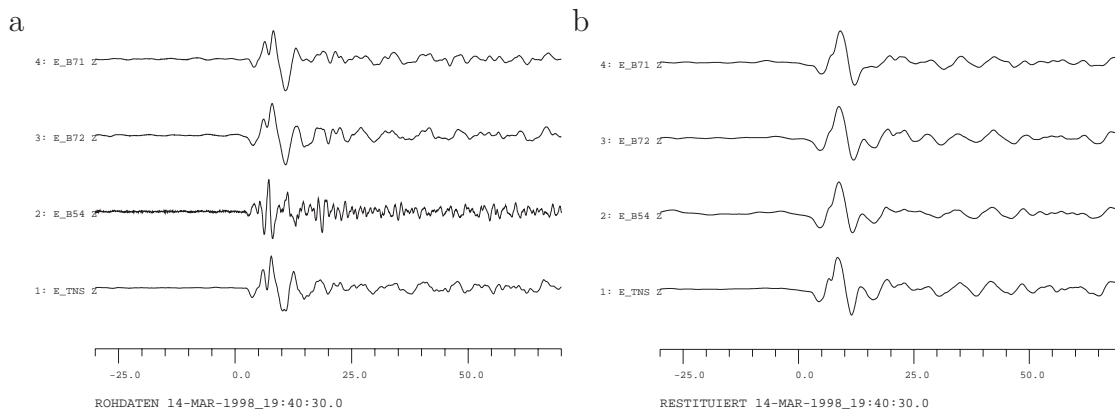 a
4: E_B71 Z
3: E_B72 Z
2: E_B54 Z
1: E_TNS Z
-25.0 0.0 25.0 50.0
ROHDATEN 14-MAR-1998_19:40:30.0
b
4: E_B71 Z
3: E_B72 Z
2: E_B54 Z
1: E_TNS Z
-25.0 0.0 25.0 50.0
RESTITUIERT 14-MAR-1998_19:40:30.0